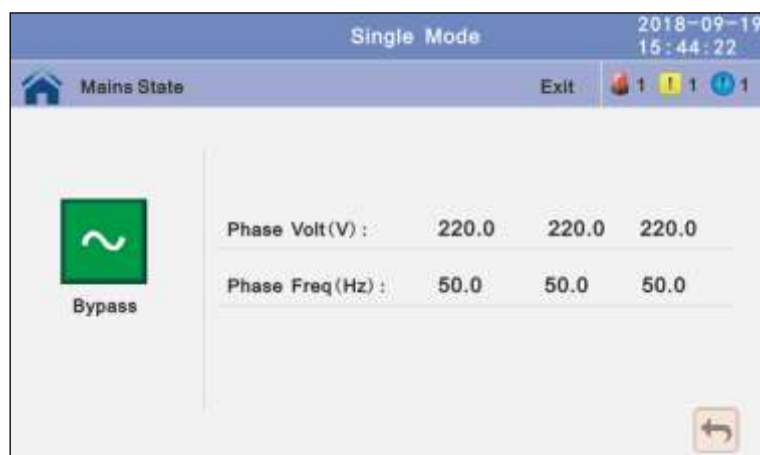 Single Mode
2018-09-19
15:44:22
Mains State
Exit
1 ! 1 ! 1
Phase Volt(V): 220.0 220.0 220.0
Phase Freq(Hz): 50.0 50.0 50.0
Bypass